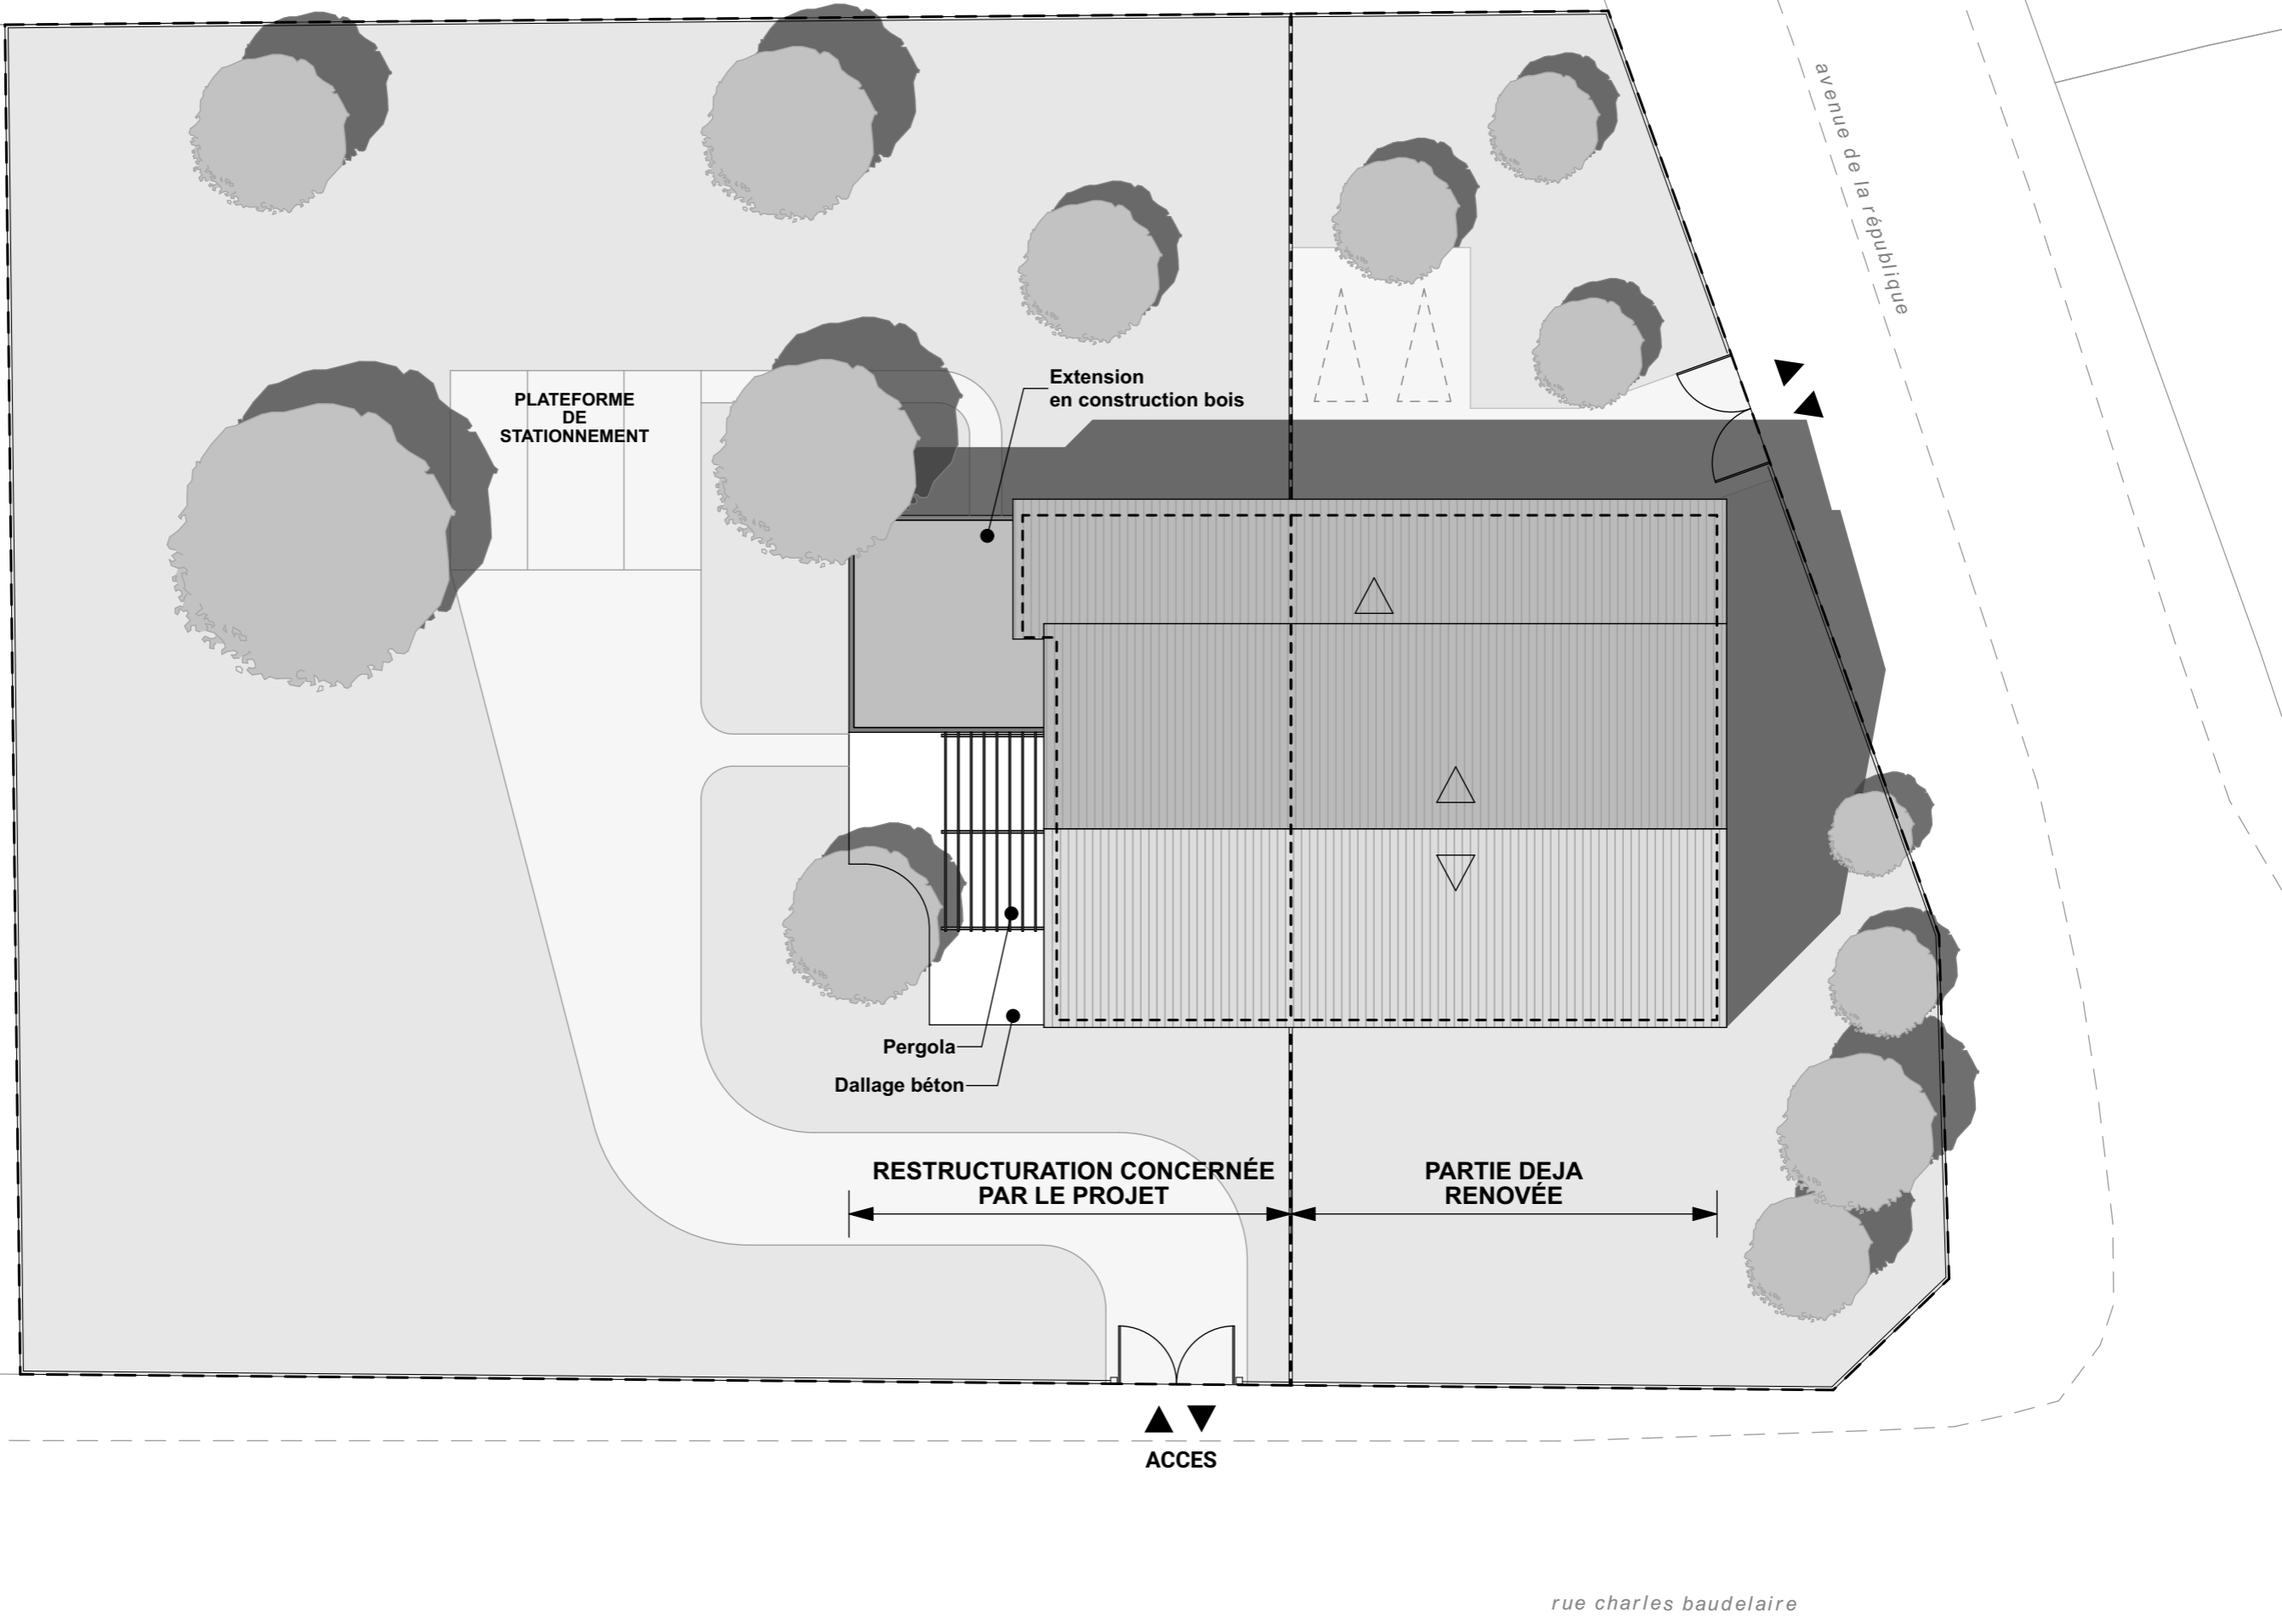 avenue de la république
Extension
en construction bois
PLATEFORME
DE
STATIONNEMENT
Pergola
Dallage béton
RESTRUCTURATION CONCERNÉE
PAR LE PROJET
PARTIE DEJA
RENOVÉE
ACCES
rue charles baudelaire